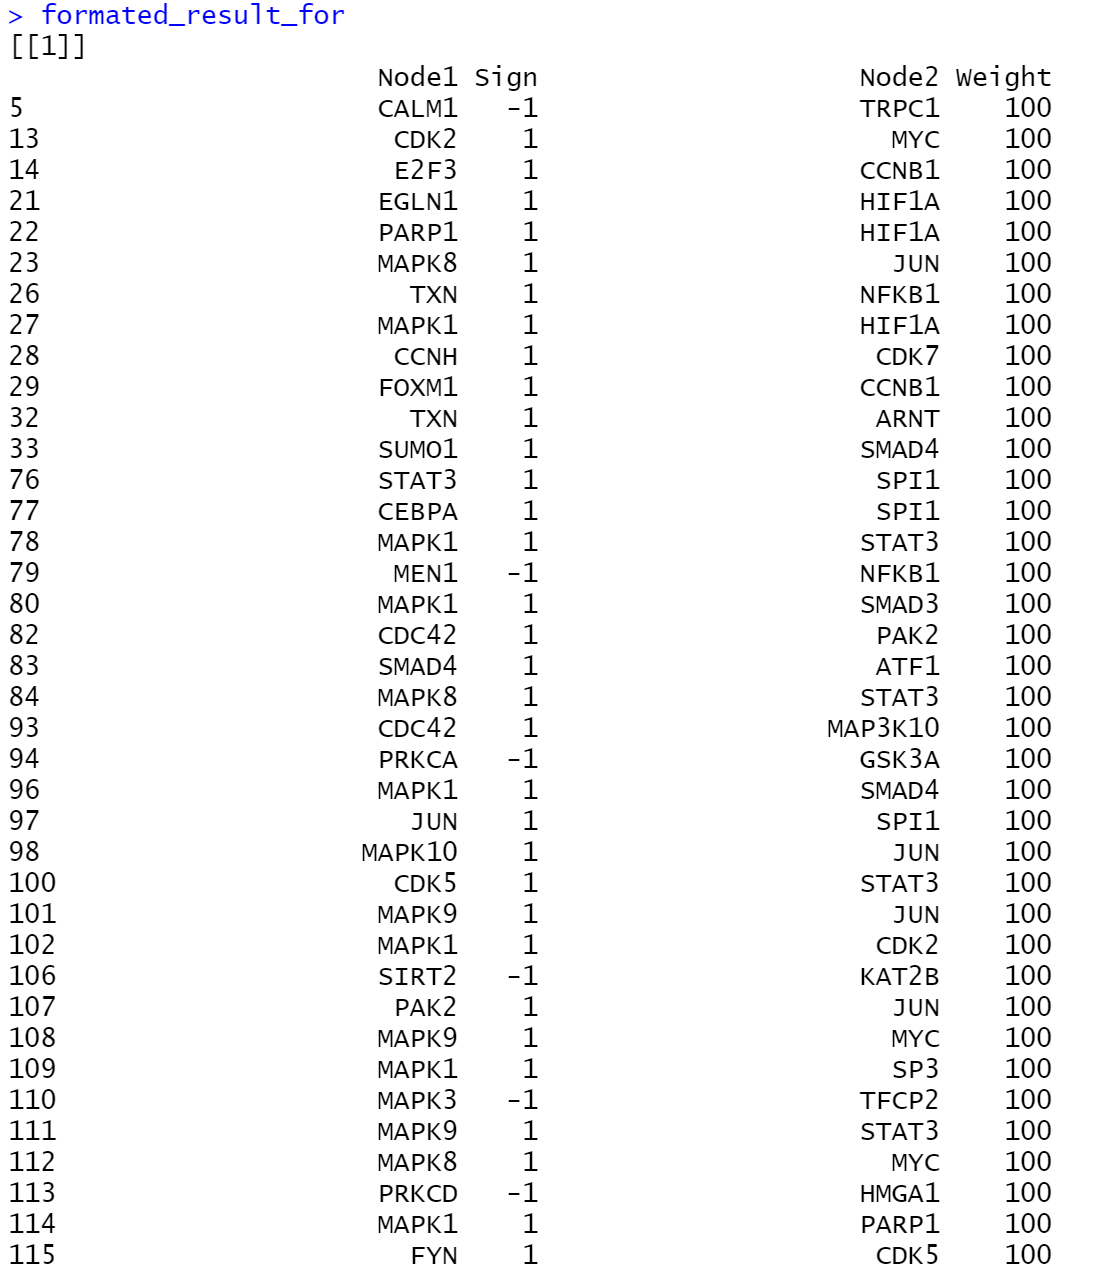 > formated_result_for
[[1]]
Node1 Sign Node2 Weight
5 CALM1 -1 TRPC1 100
13 CDK2 1 MYC 100
14 E2F3 1 CCNB1 100
21 EGLN1 1 HIF1A 100
22 PARP1 1 HIF1A 100
23 MAPK8 1 JUN 100
26 TXN 1 NFKB1 100
27 MAPK1 1 HIF1A 100
28 CCNH 1 CDK7 100
29 FOXM1 1 CCNB1 100
32 TXN 1 ARNT 100
33 SUMO1 1 SMAD4 100
76 STAT3 1 SPI1 100
77 CEBPA 1 SPI1 100
78 MAPK1 1 STAT3 100
79 MEN1 -1 NFKB1 100
80 MAPK1 1 SMAD3 100
82 CDC42 1 PAK2 100
83 SMAD4 1 ATF1 100
84 MAPK8 1 STAT3 100
93 CDC42 1 MAP3K10 100
94 PRKCA -1 GSK3A 100
96 MAPK1 1 SMAD4 100
97 JUN 1 SPI1 100
98 MAPK10 1 JUN 100
100 CDK5 1 STAT3 100
101 MAPK9 1 JUN 100
102 MAPK1 1 CDK2 100
106 SIRT2 -1 KAT2B 100
107 PAK2 1 JUN 100
108 MAPK9 1 MYC 100
109 MAPK1 1 SP3 100
110 MAPK3 -1 TFCP2 100
111 MAPK9 1 STAT3 100
112 MAPK8 1 MYC 100
113 PRKCD -1 HMGA1 100
114 MAPK1 1 PARP1 100
115 FYN 1 CDK5 100